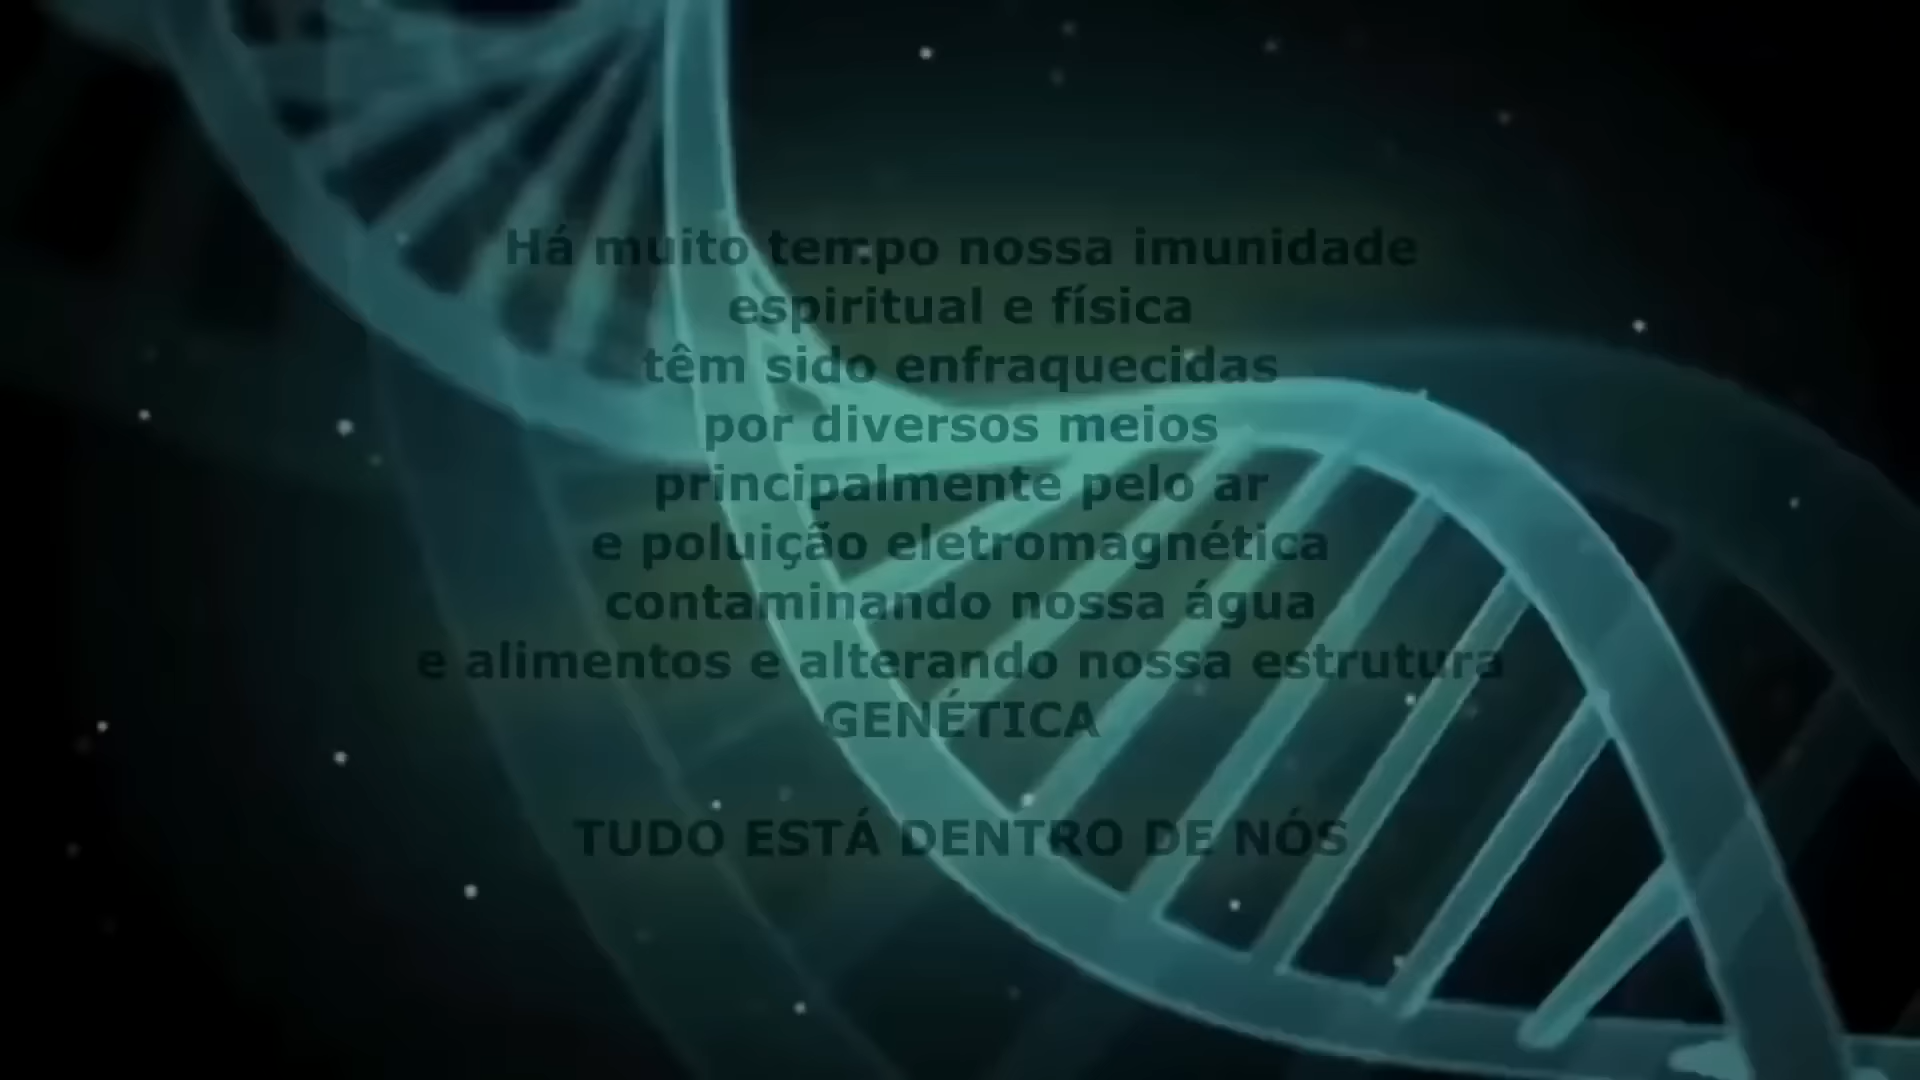 Há muito tempo nossa imunidade
espiritual e física
têm sido enfraquecidas
por diversos meios
principalmente pelo ar
e poluição eletromagnética
contaminando nossa água
e alimentos e alterando nossa estrutura
GENÉTICA
TUDO ESTÁ DENTRO DE NÓS